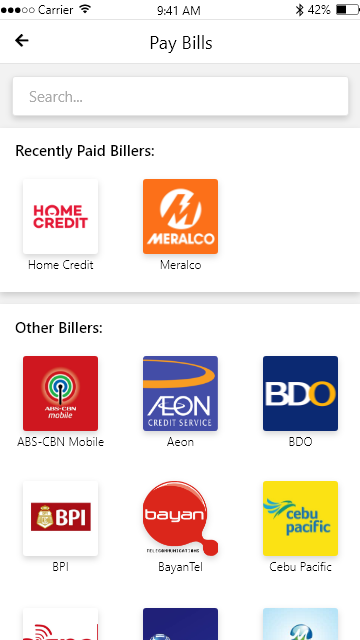 Carrier 9:41 AM 42%
Pay Bills
Search...
Recently Paid Billers:
HOME
CREDIT
MERALCO
Home Credit Meralco
Other Billers:
ABS-CBN
mobile
ÆON
CREDIT SERVICE
BDO
ABS-CBN Mobile Aeon BDO
BPI
bayan
TELECOMMUNICATIONS
cebu
pacific
BPI BayanTel Cebu Pacific